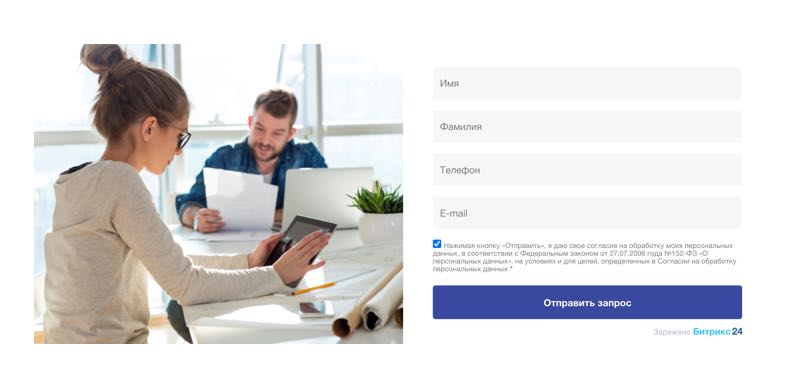 Имя
Фамилия
Телефон
E-mail
Нажимая кнопку «Отправить», я даю свое согласие на обработку моих персональных
данных, в соответствии с Федеральным законом от 27.07.2006 года №152-ФЗ «О
персональных данных», на условиях и для целей, определенных в Согласии на обработку
персональных данных *
Отправить запрос
Заряжено Битрикс24